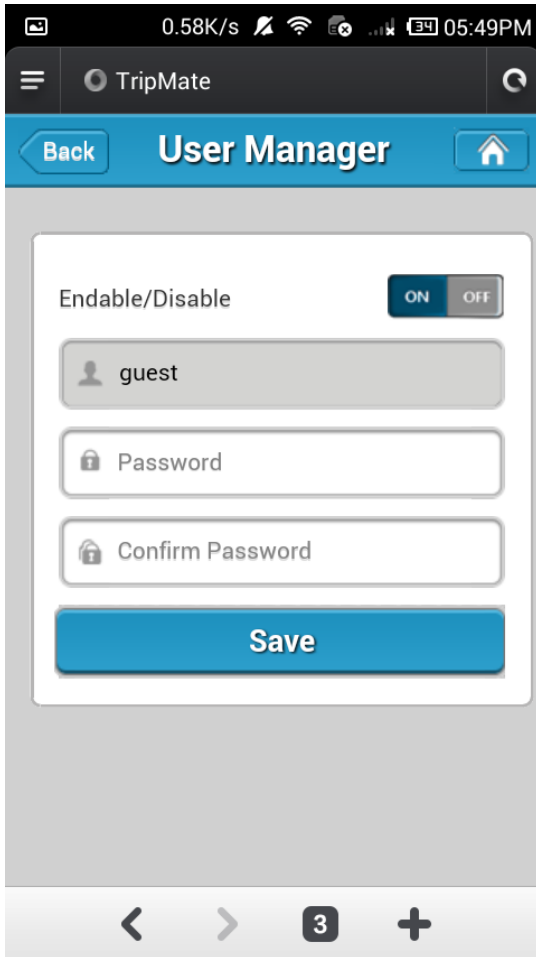 0.58K/s 34 05:49PM
TripMate
Back User Manager
Endable/Disable ON OFF
guest
Password
Confirm Password
Save
3